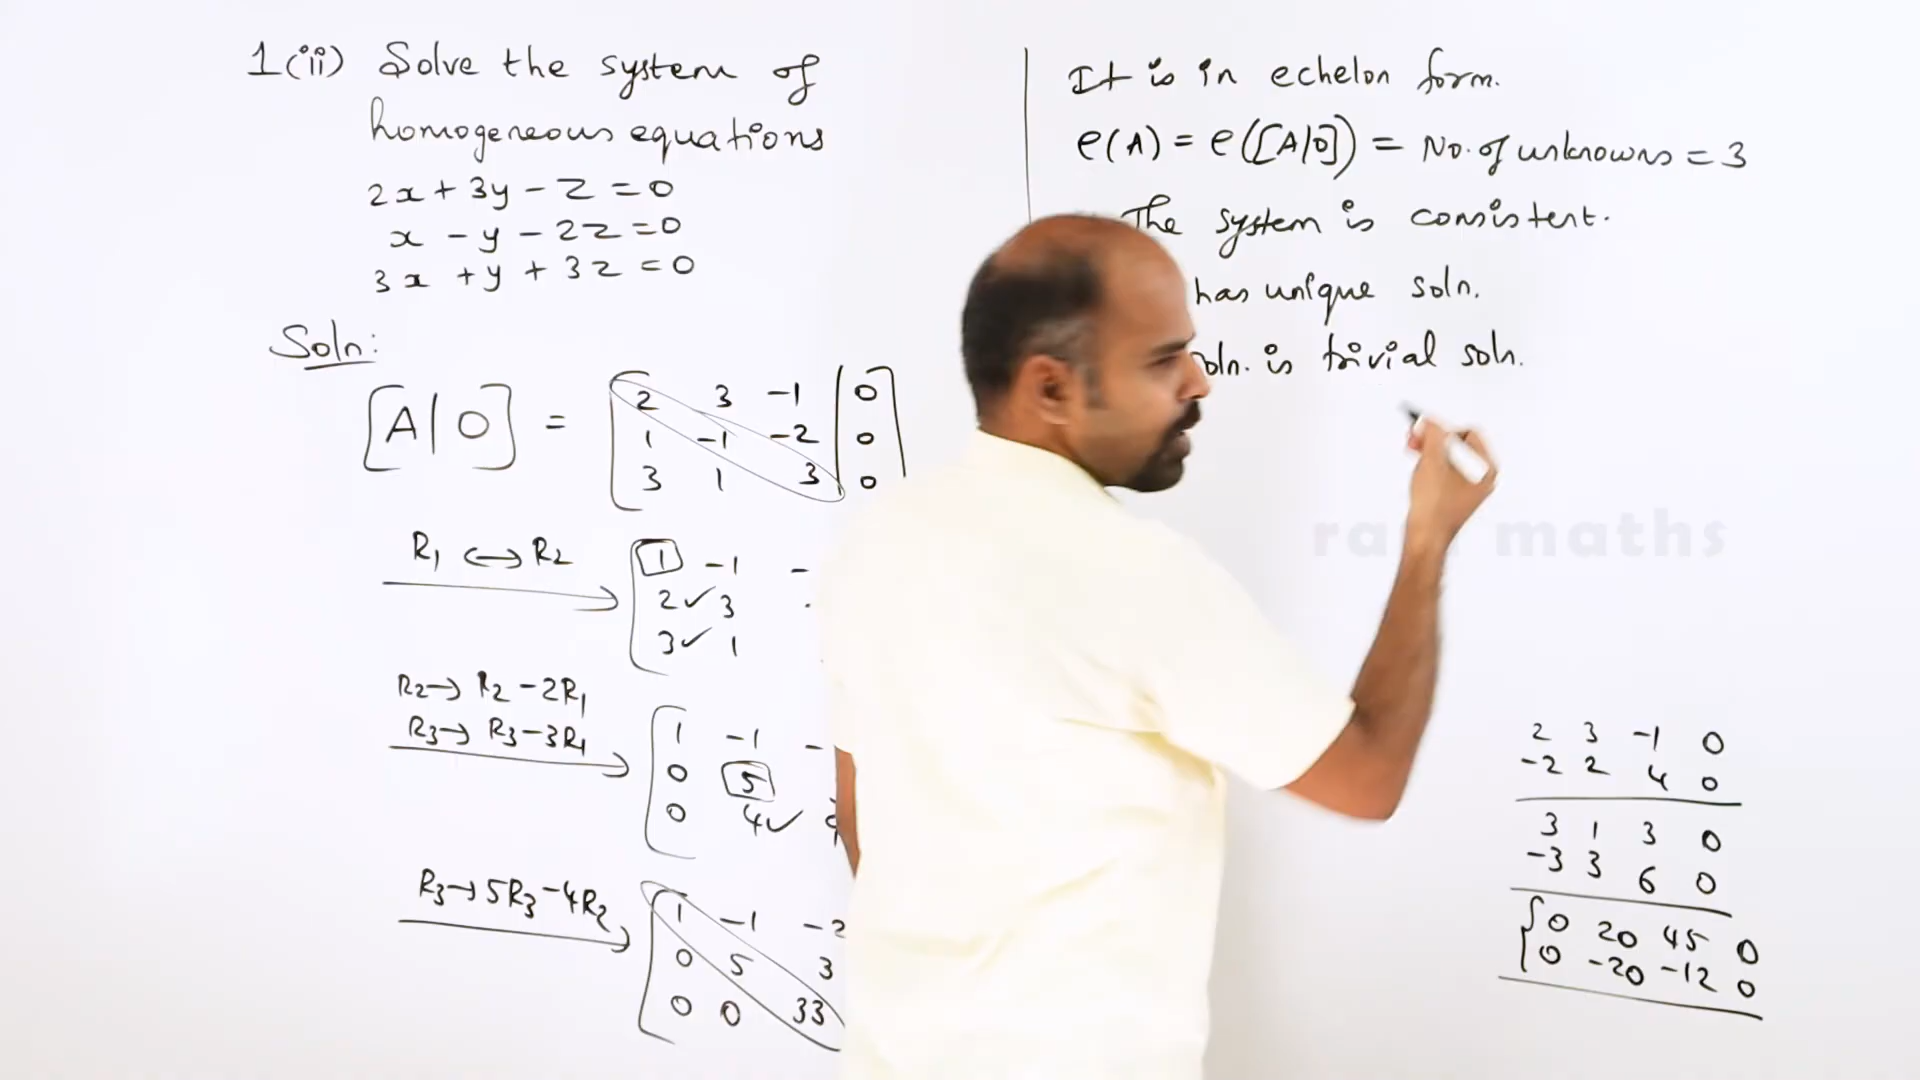 1(ii) Solve the system of
homogeneous equations
2x + 3y - z = 0
x - y - 2z = 0
3x + y + 3z = 0
Soln:
[A|0] = [2 3 -1 | 0
1 -1 -2 | 0
3 1 3 | 0
R1 ↔ R2 [1 -1 -
2✓ 3
3✓ 1
R2→ R2 - 2R1
R3→ R3 - 3R1
[1 -1 -
0 5
0 4✓
R3→ 5R3 - 4R2
[1 -1 -2
0 5 3
0 0 33
It is in echelon form.
ρ(A) = ρ([A|0]) = No. of unknowns = 3
The system is consistent.
has unique soln.
soln. is trivial soln.
maths
2 3 -1 0
-2 2 4 0
3 1 3 0
-3 3 6 0
0 20 45 0
0 -20 -12 0